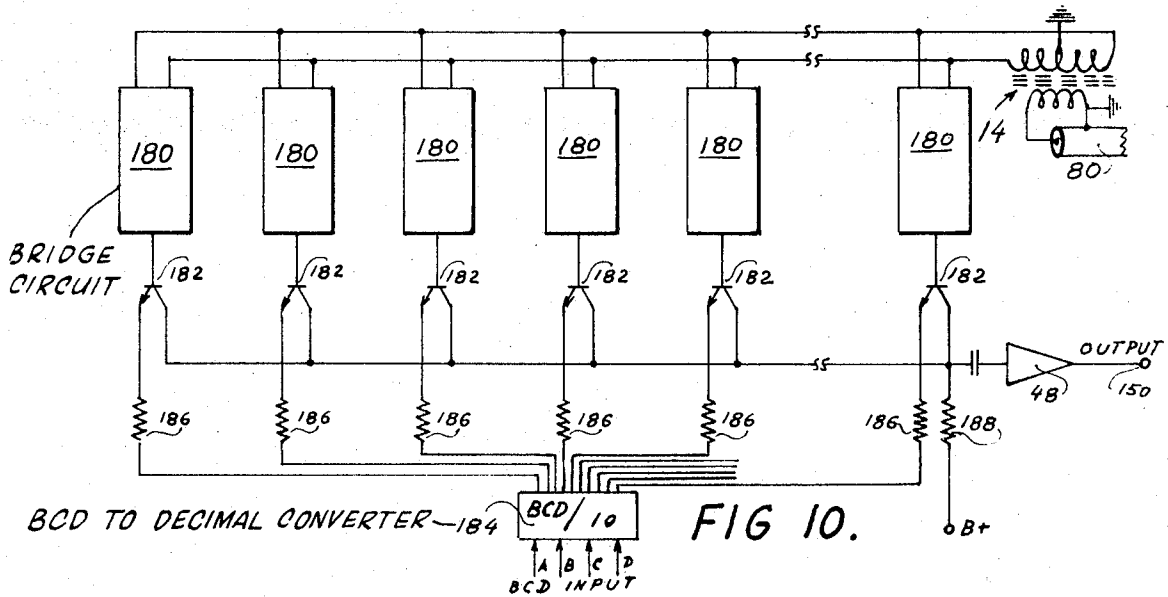 14
80
180
180
180
180
180
180
BRIDGE
CIRCUIT
182
182
182
182
182
182
OUTPUT
48
150
186
186
186
186
186
186
188
BCD TO DECIMAL CONVERTER 184
BCD/10
FIG 10.
B+
A B C D
BCD INPUT